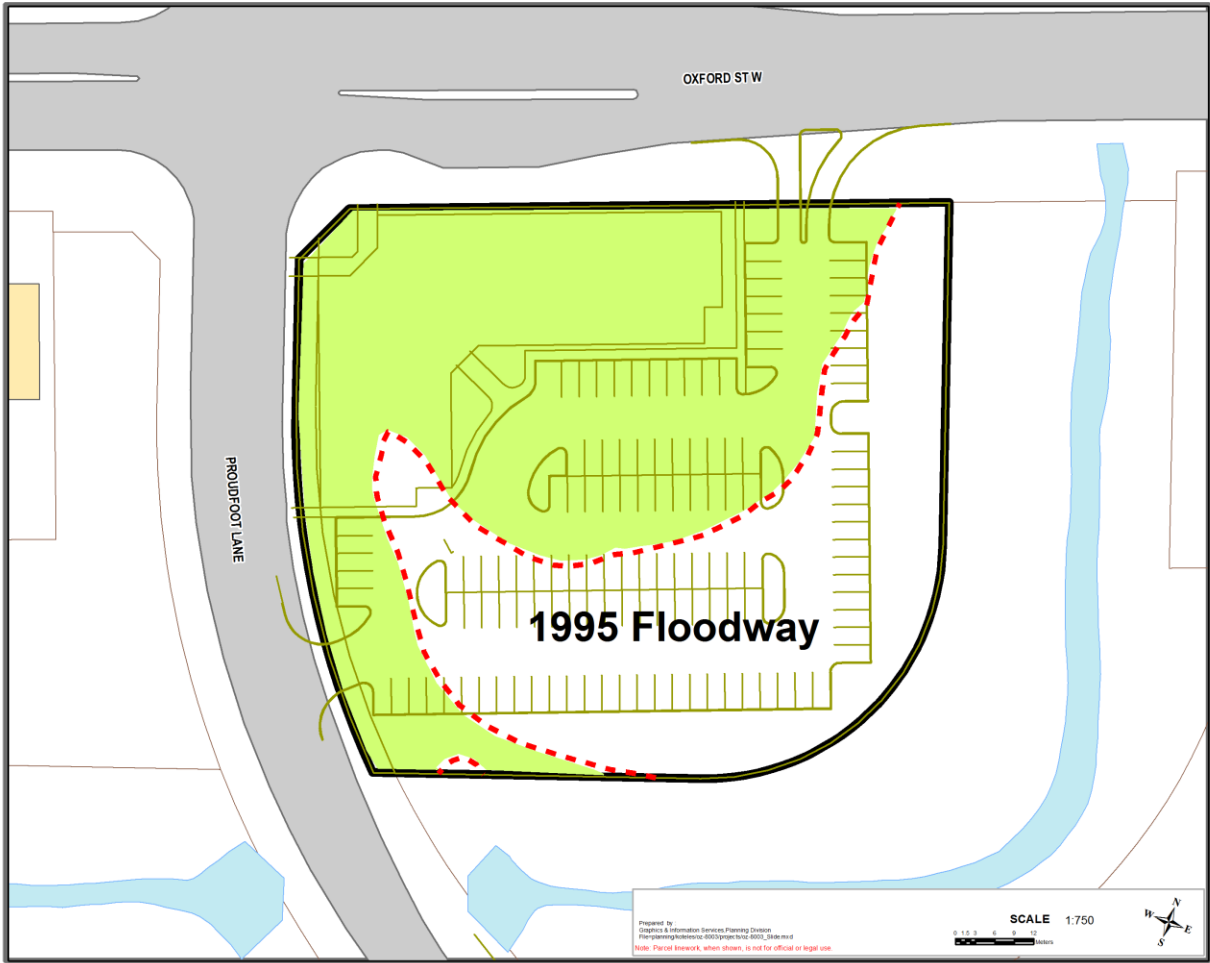 OXFORD ST W
PROUDFOOT LANE
1995 Floodway
Prepared by :
Graphics & Information Services,Planning Division
Note: Parcel linework, when shown, is not for official or legal use.
SCALE 1:750
0 1.5 3 6 9 12
Meters
N
W
E
S